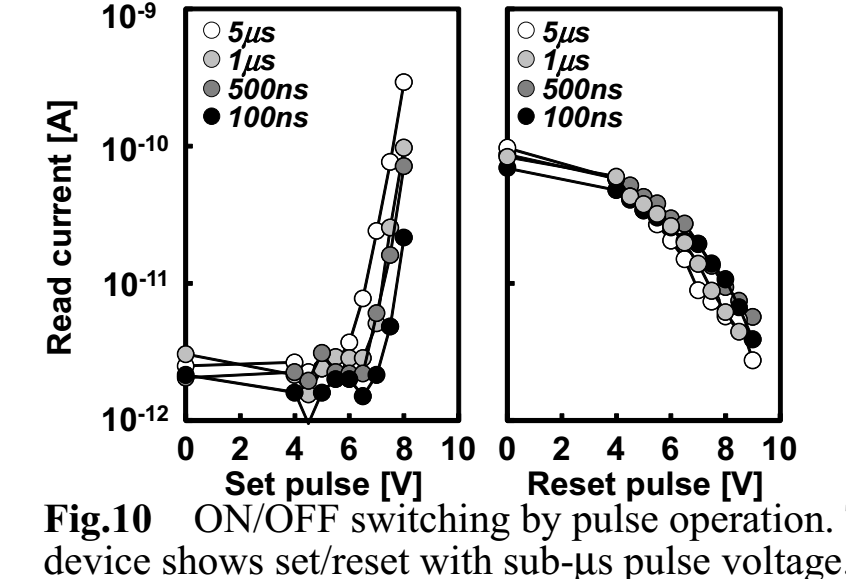 10-9
10-10
10-11
10-12
Read current [A]
5μs
1μs
500ns
100ns
0 2 4 6 8 10
Set pulse [V]
5μs
1μs
500ns
100ns
0 2 4 6 8 10
Reset pulse [V]
Fig.10 ON/OFF switching by pulse operation.
device shows set/reset with sub-μs pulse voltage.